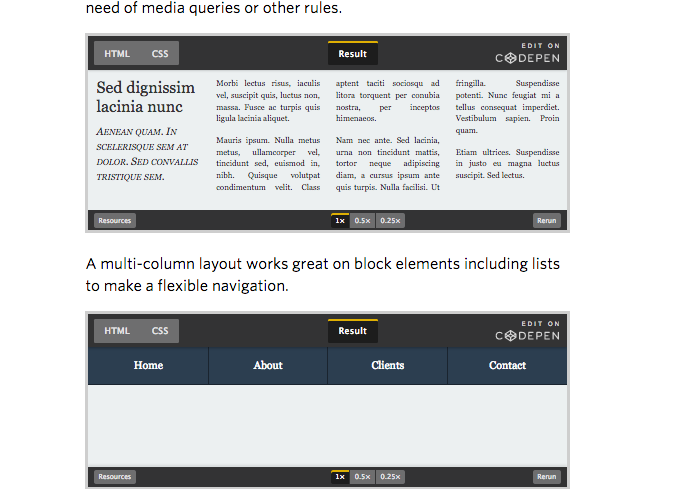 need of media queries or other rules.
HTML CSS Result EDIT ON
CODEPEN
Sed dignissim
lacinia nunc
AENEAN QUAM. IN
SCELERISQUE SEM AT
DOLOR. SED CONVALLIS
TRISTIQUE SEM.
Morbi lectus risus, iaculis
vel, suscipit quis, luctus non,
massa. Fusce ac turpis quis
ligula lacinia aliquet.
Mauris ipsum. Nulla metus
metus, ullamcorper vel,
tincidunt sed, euismod in,
nibh. Quisque volutpat
condimentum velit. Class
aptent taciti sociosqu ad
litora torquent per conubia
nostra, per inceptos
himenaeos.
Nam nec ante. Sed lacinia,
urna non tincidunt mattis,
tortor neque adipiscing
diam, a cursus ipsum ante
quis turpis. Nulla facilisi. Ut
fringilla. Suspendisse
potenti. Nunc feugiat mi a
tellus consequat imperdiet.
Vestibulum sapien. Proin
quam.
Etiam ultrices. Suspendisse
in justo eu magna luctus
suscipit. Sed lectus.
Resources 1x 0.5x 0.25x Rerun
A multi-column layout works great on block elements including lists
to make a flexible navigation.
HTML CSS Result EDIT ON
CODEPEN
Home About Clients Contact
Resources 1x 0.5x 0.25x Rerun